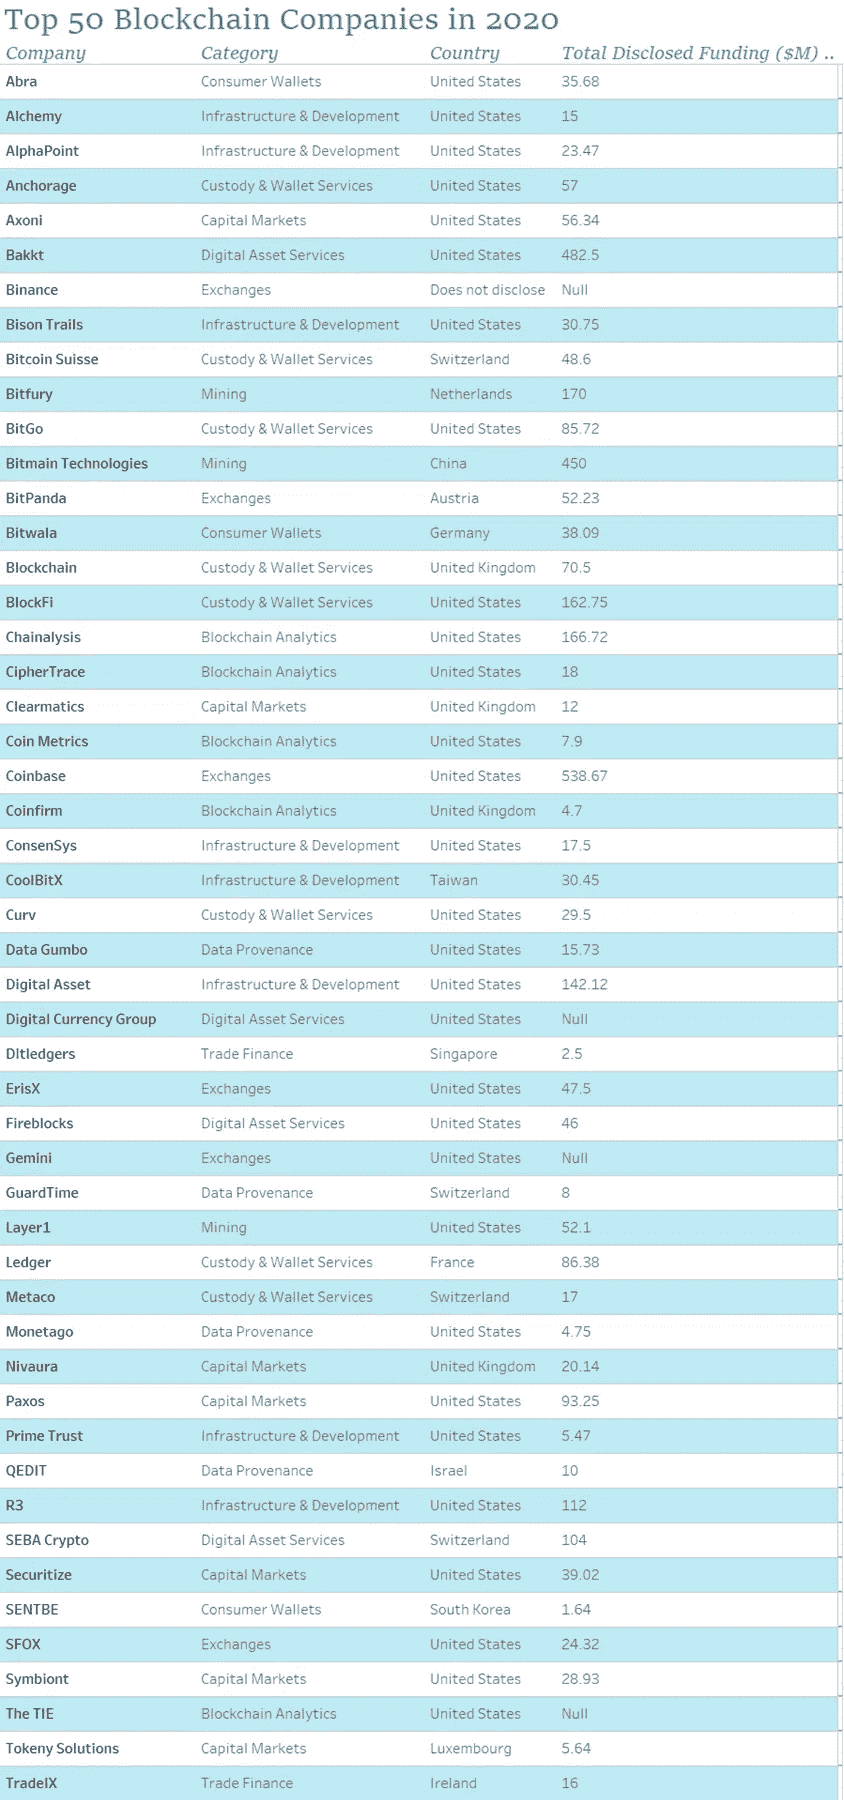 Top 50 Blockchain Companies in 2020
Company Category Country Total Disclosed Funding ($M) ..
Abra Consumer Wallets United States 35.68
Alchemy Infrastructure & Development United States 15
AlphaPoint Infrastructure & Development United States 23.47
Anchorage Custody & Wallet Services United States 57
Axoni Capital Markets United States 56.34
Bakkt Digital Asset Services United States 482.5
Binance Exchanges Does not disclose Null
Bison Trails Infrastructure & Development United States 30.75
Bitcoin Suisse Custody & Wallet Services Switzerland 48.6
Bitfury Mining Netherlands 170
BitGo Custody & Wallet Services United States 85.72
Bitmain Technologies Mining China 450
BitPanda Exchanges Austria 52.23
Bitwala Consumer Wallets Germany 38.09
Blockchain Custody & Wallet Services United Kingdom 70.5
BlockFi Custody & Wallet Services United States 162.75
Chainalysis Blockchain Analytics United States 166.72
CipherTrace Blockchain Analytics United States 18
Clearmatics Capital Markets United Kingdom 12
Coin Metrics Blockchain Analytics United States 7.9
Coinbase Exchanges United States 538.67
Coinfirm Blockchain Analytics United Kingdom 4.7
ConsenSys Infrastructure & Development United States 17.5
CoolBitX Infrastructure & Development Taiwan 30.45
Curv Custody & Wallet Services United States 29.5
Data Gumbo Data Provenance United States 15.73
Digital Asset Infrastructure & Development United States 142.12
Digital Currency Group Digital Asset Services United States Null
Dltledgers Trade Finance Singapore 2.5
ErisX Exchanges United States 47.5
Fireblocks Digital Asset Services United States 46
Gemini Exchanges United States Null
GuardTime Data Provenance Switzerland 8
Layer1 Mining United States 52.1
Ledger Custody & Wallet Services France 86.38
Metaco Custody & Wallet Services Switzerland 17
Monetago Data Provenance United States 4.75
Nivaura Capital Markets United Kingdom 20.14
Paxos Capital Markets United States 93.25
Prime Trust Infrastructure & Development United States 5.47
QEDIT Data Provenance Israel 10
R3 Infrastructure & Development United States 112
SEBA Crypto Digital Asset Services Switzerland 104
Securitize Capital Markets United States 39.02
SENTBE Consumer Wallets South Korea 1.64
SFOX Exchanges United States 24.32
Symbiont Capital Markets United States 28.93
The TIE Blockchain Analytics United States Null
Tokeny Solutions Capital Markets Luxembourg 5.64
TradeIX Trade Finance Ireland 16